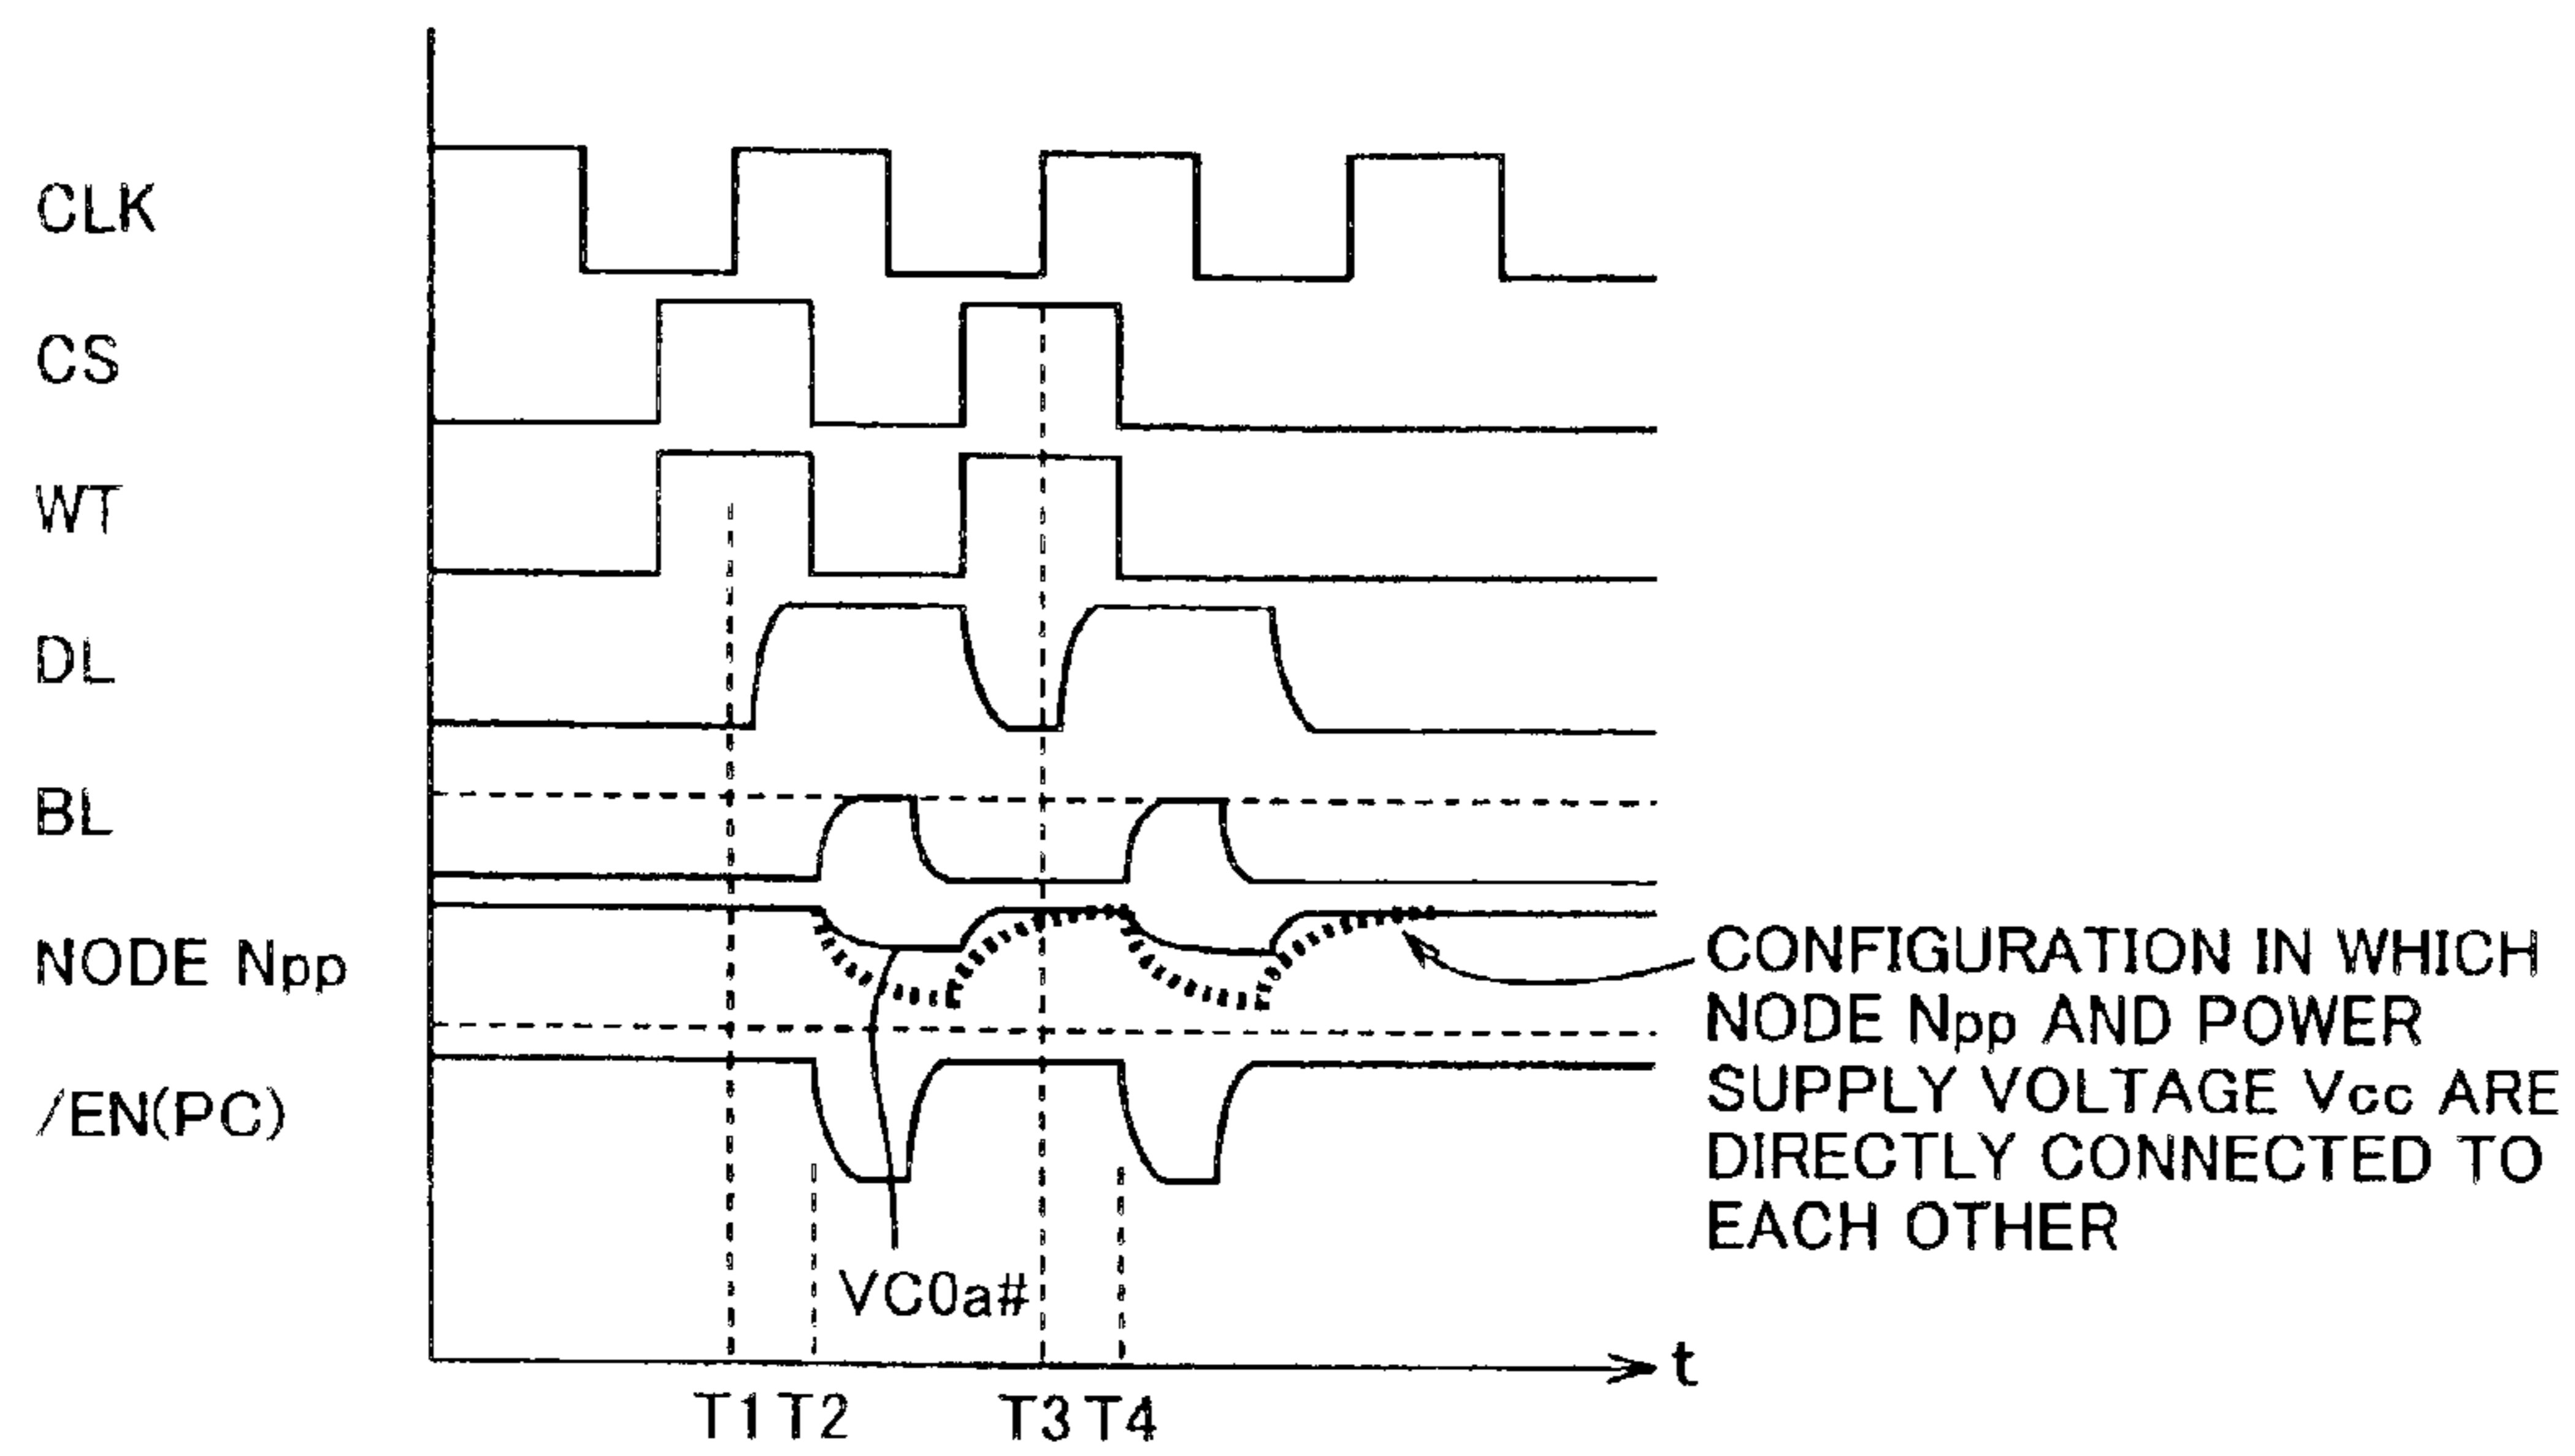 CLK
CS
WT
DL
BL
NODE Npp
/EN(PC)
CONFIGURATION IN WHICH
NODE Npp AND POWER
SUPPLY VOLTAGE Vcc ARE
DIRECTLY CONNECTED TO
EACH OTHER
VC0a#
t
T1 T2 T3 T4